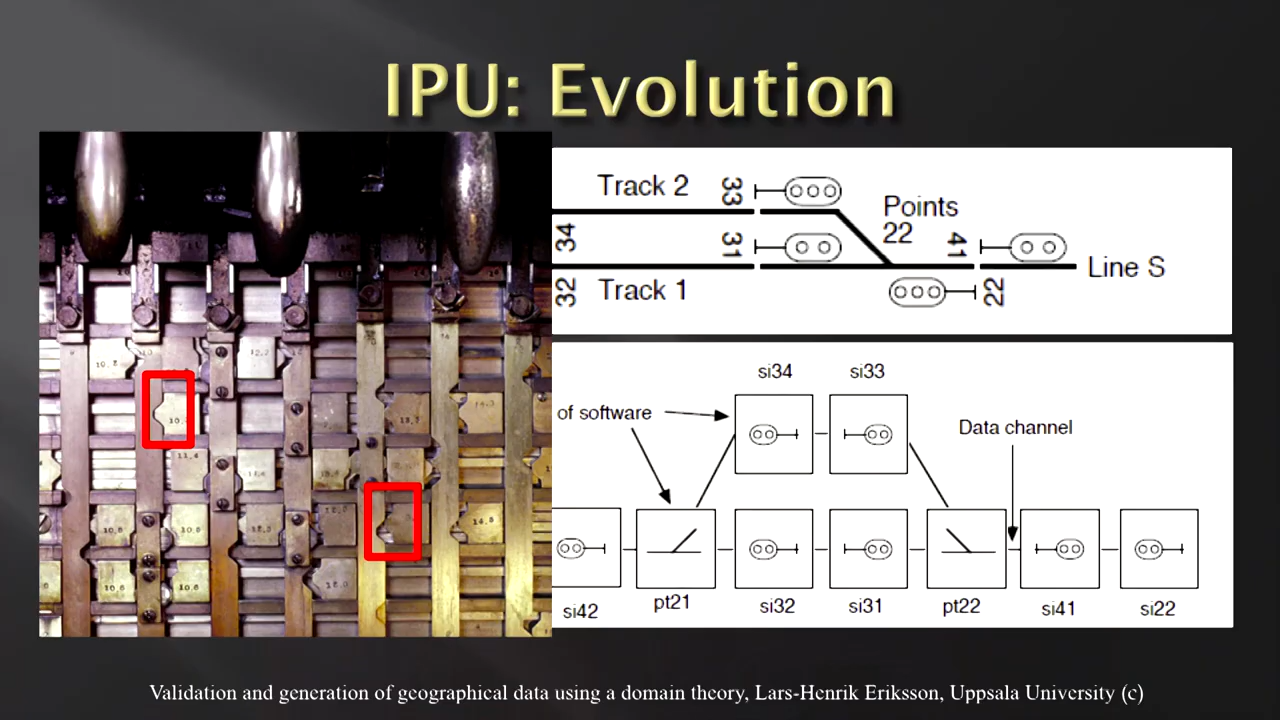 IPU: Evolution
Track 2
33
Points
22
34
31
41
Line S
32
Track 1
22
si34
si33
of software
Data channel
si42
pt21
si32
si31
pt22
si41
si22
Validation and generation of geographical data using a domain theory, Lars-Henrik Eriksson, Uppsala University (c)